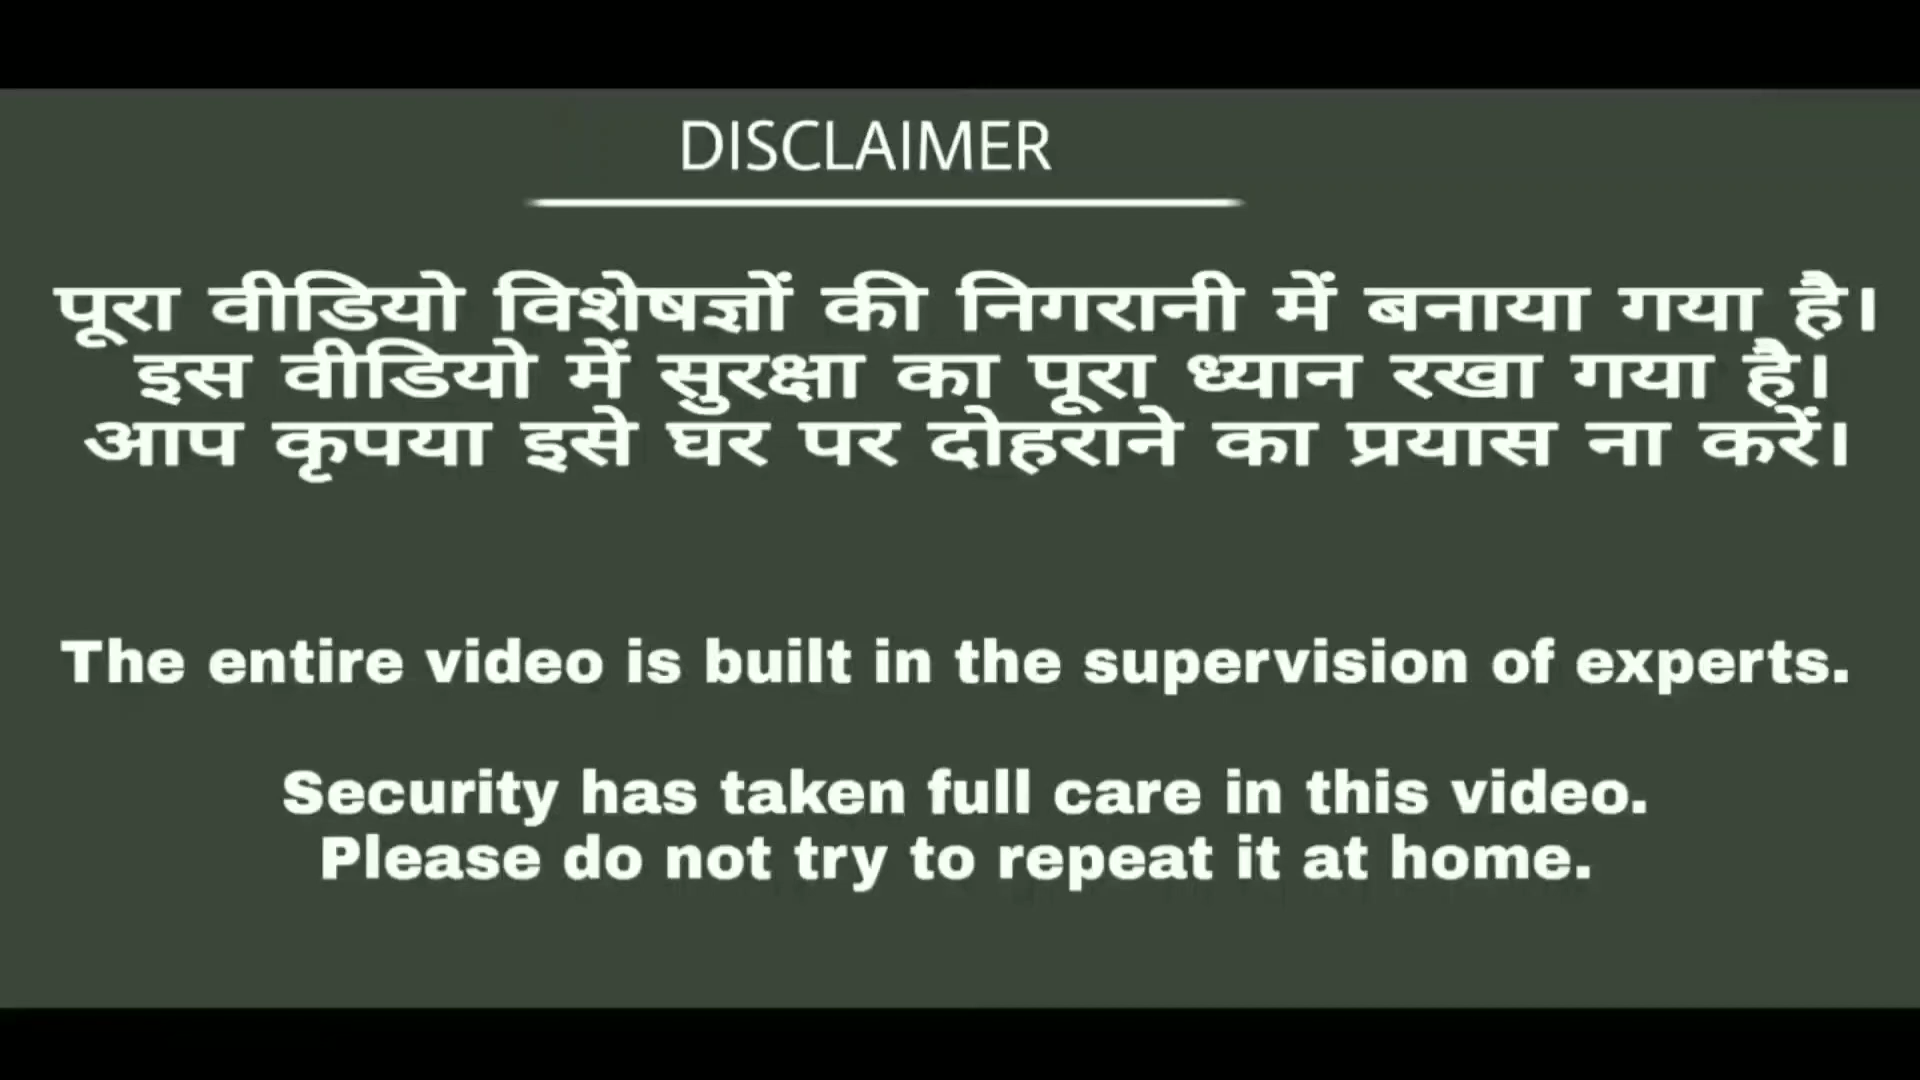 DISCLAIMER
पूरा वीडियो विशेषज्ञों की निगरानी में बनाया गया है।
इस वीडियो में सुरक्षा का पूरा ध्यान रखा गया है।
आप कृपया इसे घर पर दोहराने का प्रयास ना करें।
The entire video is built in the supervision of experts.
Security has taken full care in this video.
Please do not try to repeat it at home.